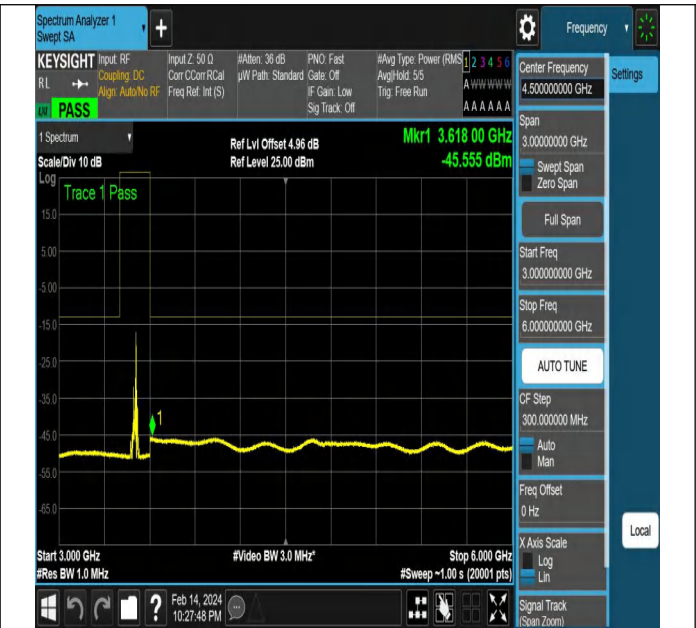 Spectrum Analyzer 1
Swept SA
Frequency
KEYSIGHT
Input: RF
Coupling: DC
Align: Auto/No RF
Input Z: 50 Ω
Corr CCorr RCal
Freq Ref: Int (S)
#Atten: 36 dB
µW Path: Standard
PNO: Fast
Gate: Off
IF Gain: Low
Sig Track: Off
#Avg Type: Power (RMS
Avg|Hold: 5/5
Trig: Free Run
1 2 3 4 5 6
A W W W W W
A A A A A A
R L
PASS
1 Spectrum
Scale/Div 10 dB
Log
Ref Lvl Offset 4.96 dB
Ref Level 25.00 dBm
Mkr1 3.618 00 GHz
-45.555 dBm
Trace 1 Pass
15.0
5.00
-5.00
-15.0
-25.0
-35.0
-45.0
-55.0
-65.0
1
Start 3.000 GHz
#Res BW 1.0 MHz
#Video BW 3.0 MHz*
Stop 6.000 GHz
#Sweep ~1.00 s (20001 pts)
Feb 14, 2024
10:27:48 PM
Center Frequency
4.500000000 GHz
Settings
Span
3.00000000 GHz
Swept Span
Zero Span
Full Span
Start Freq
3.000000000 GHz
Stop Freq
6.000000000 GHz
AUTO TUNE
CF Step
300.000000 MHz
Auto
Man
Freq Offset
0 Hz
X Axis Scale
Log
Lin
Local
Signal Track
(Span Zoom)